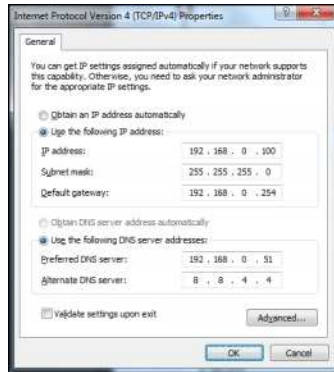 Internet Protocol Version 4 (TCP/IPv4) Properties
General
You can get IP settings assigned automatically if your network supports
this capability. Otherwise, you need to ask your network administrator
for the appropriate IP settings.
Obtain an IP address automatically
Use the following IP address:
IP address: 192 . 168 . 0 . 100
Subnet mask: 255 . 255 . 255 . 0
Default gateway: 192 . 168 . 0 . 254
Obtain DNS server address automatically
Use the following DNS server addresses:
Preferred DNS server: 192 . 168 . 0 . 51
Alternate DNS server: 8 . 8 . 4 . 4
Validate settings upon exit
Advanced...
OK Cancel